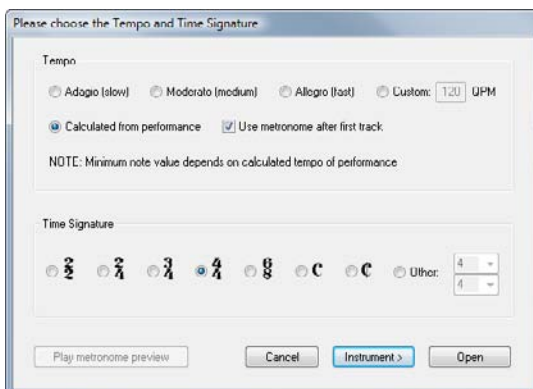 Please choose the Tempo and Time Signature
Tempo
Adagio (slow) Moderato (medium) Allegro (fast) Custom: 120 QPM
Calculated from performance Use metronome after first track
NOTE: Minimum note value depends on calculated tempo of performance
Time Signature
2/2 2/4 3/4 4/4 6/8 C ¢ Other: 4
4
Play metronome preview Cancel Instrument > Open